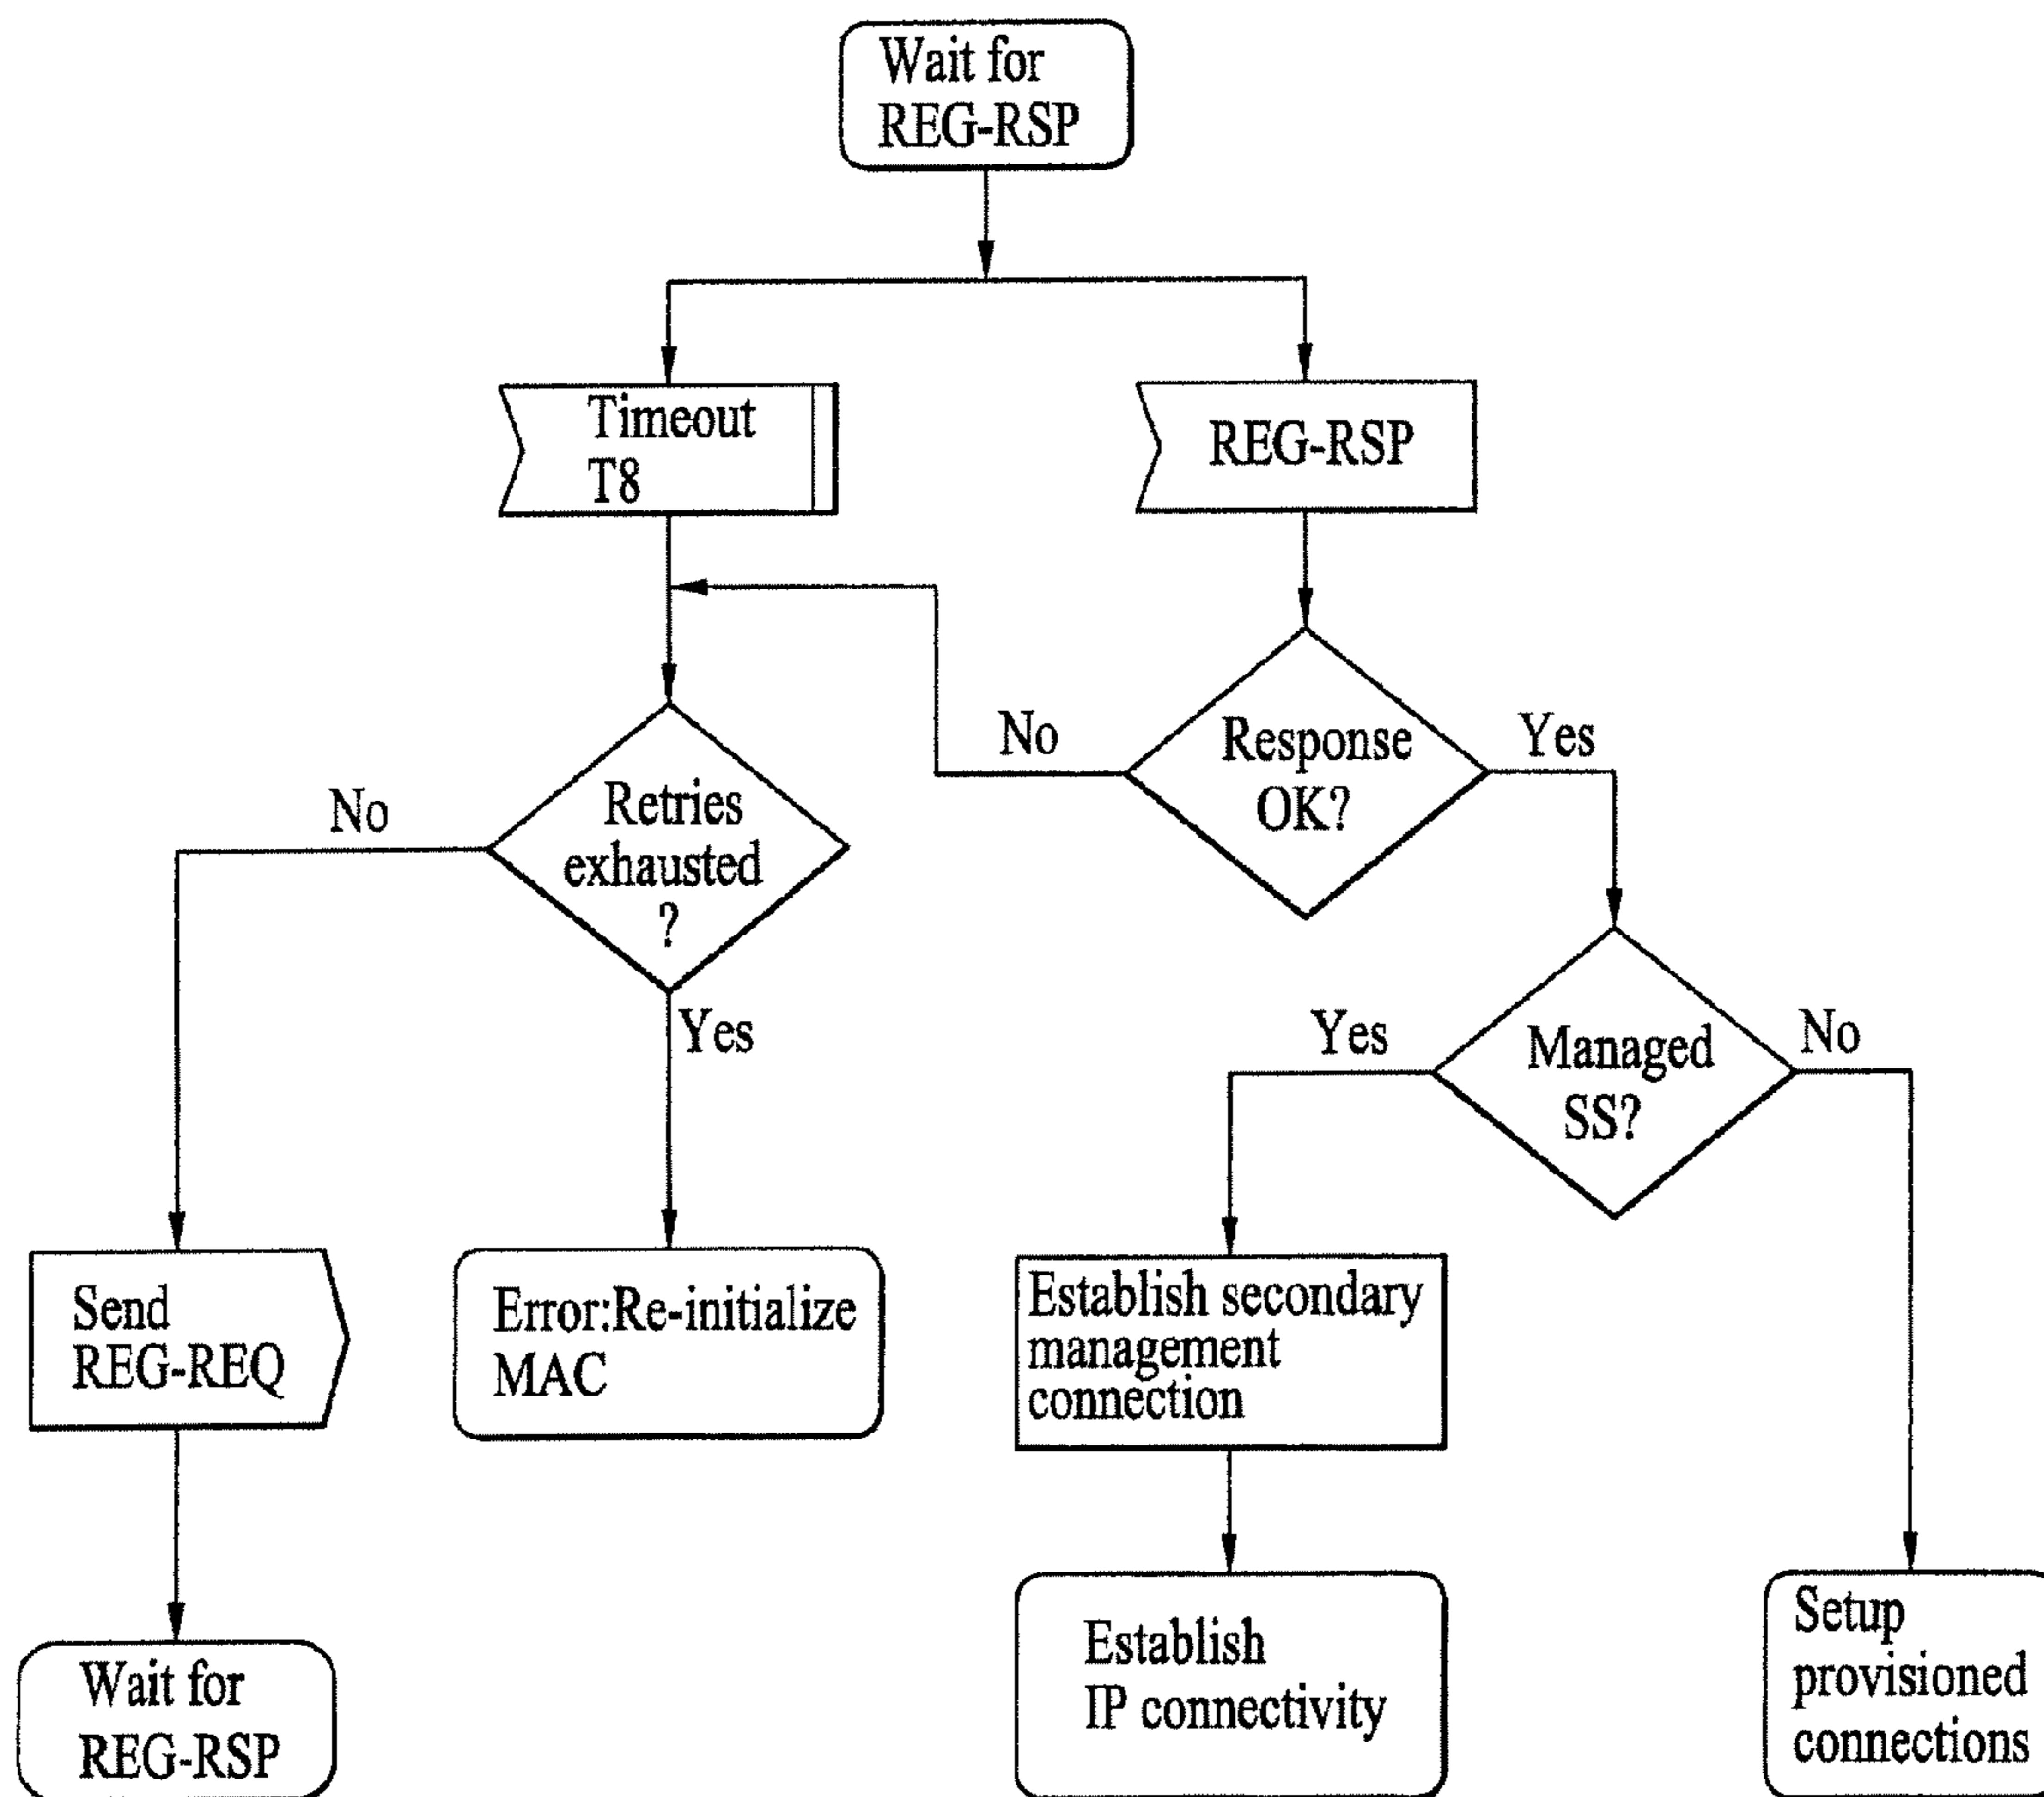 Wait for
REG-RSP
Timeout
T8
REG-RSP
No
Response
OK?
Yes
No
Retries
exhausted
?
Yes
Yes
Managed
SS?
No
Send
REG-REQ
Error:Re-initialize
MAC
Establish secondary
management
connection
Wait for
REG-RSP
Establish
IP connectivity
Setup
provisioned
connections